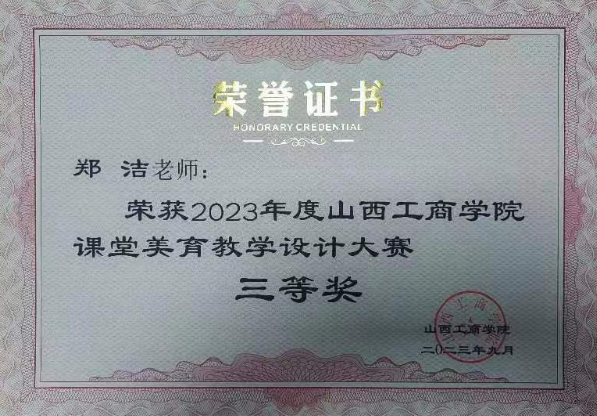 荣誉证书
HONORARY CREDENTIAL
郑 洁老师：
荣获2023年度山西工商学院
课堂美育教学设计大赛
三等奖
山西工商学院
二〇二三年九月